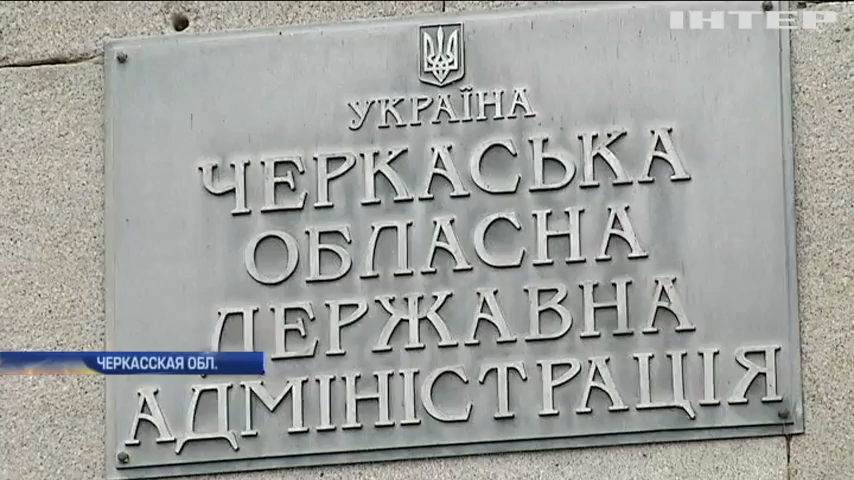 ІНТЕР
УКРАЇНА
ЧЕРКАСЬКА
ОБЛАСНА
ДЕРЖАВНА
ЧЕРКАССКАЯ ОБЛ.
АДМІНІСТРАЦІЯ